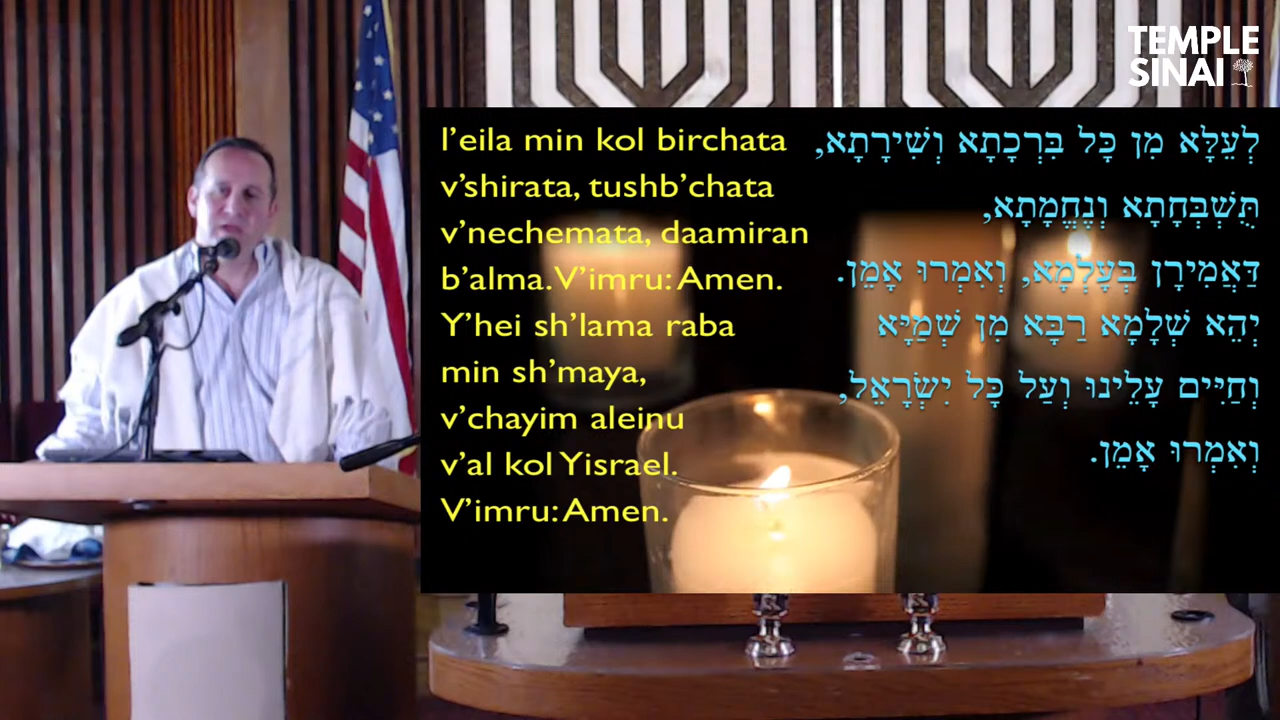 TEMPLE
SINAI
l’eila min kol birchata
v’shirata, tushb’chata
v’nechemata, daamiran
b’alma. V’imru: Amen.
Y’hei sh’lama raba
min sh’maya,
v’chayim aleinu
v’al kol Yisrael.
V’imru: Amen.
לְעֵלָּא מִן כָּל בִּרְכָתָא וְשִׁירָתָא,
תֻּשְׁבְּחָתָא וְנֶחֱמָתָא,
דַּאֲמִירָן בְּעָלְמָא, וְאִמְרוּ אָמֵן.
יְהֵא שְׁלָמָא רַבָּא מִן שְׁמַיָּא
וְחַיִּים עָלֵינוּ וְעַל כָּל יִשְׂרָאֵל,
וְאִמְרוּ אָמֵן.